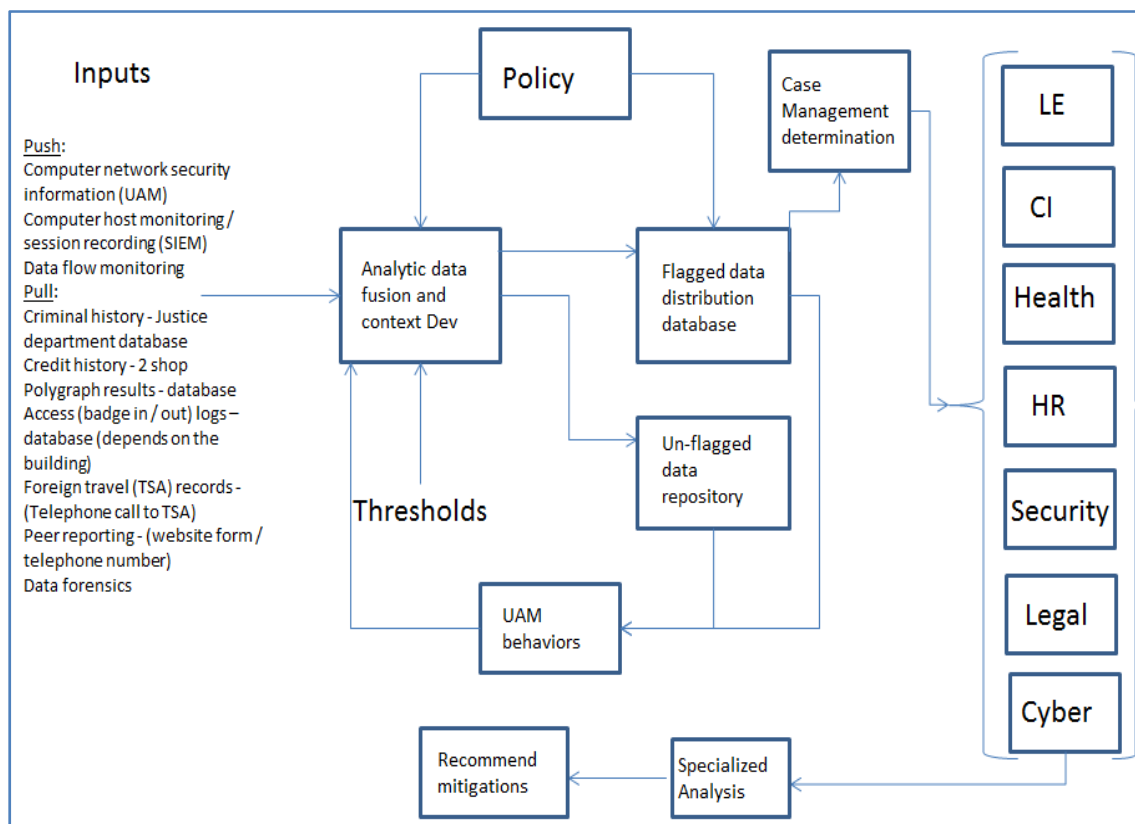 Inputs
Push:
Computer network security
information (UAM)
Computer host monitoring /
session recording (SIEM)
Data flow monitoring
Pull:
Criminal history - Justice
department database
Credit history - 2 shop
Polygraph results - database
Access (badge in / out) logs –
database (depends on the
building)
Foreign travel (TSA) records -
(Telephone call to TSA)
Peer reporting - (website form /
telephone number)
Data forensics
Policy
Analytic data
fusion and
context Dev
Thresholds
Flagged data
distribution
database
Un-flagged
data
repository
UAM
behaviors
Case
Management
determination
LE
CI
Health
HR
Security
Legal
Cyber
Specialized
Analysis
Recommend
mitigations